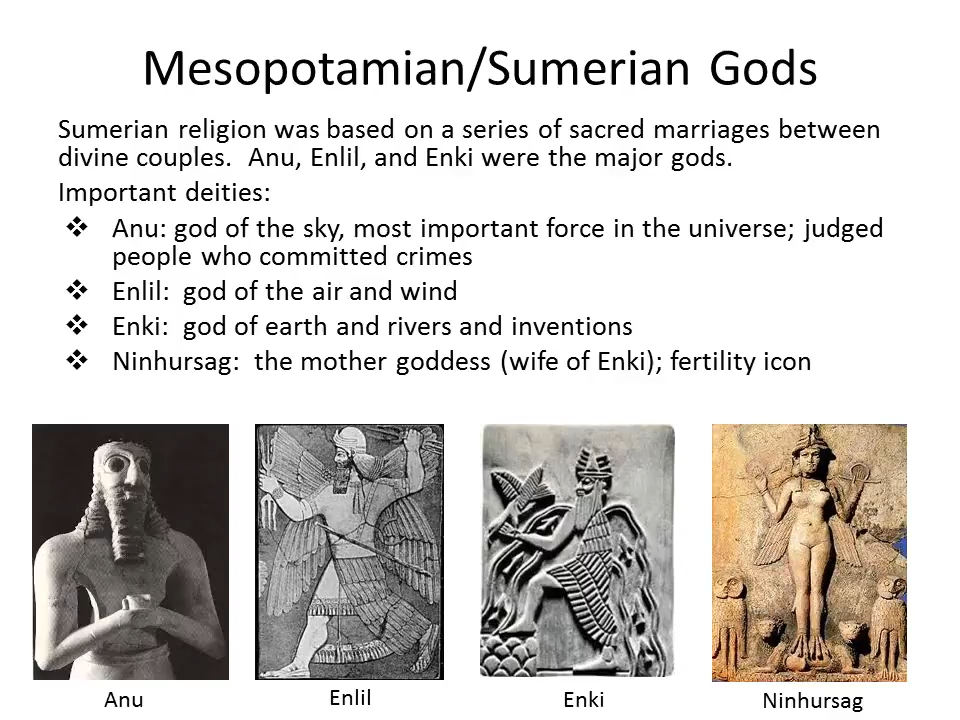 Mesopotamian/Sumerian Gods
Sumerian religion was based on a series of sacred marriages between
divine couples.  Anu, Enlil, and Enki were the major gods.
Important deities:
❖ Anu: god of the sky, most important force in the universe; judged
people who committed crimes
❖ Enlil:  god of the air and wind
❖ Enki:  god of earth and rivers and inventions
❖ Ninhursag:  the mother goddess (wife of Enki); fertility icon
Anu
Enlil
Enki
Ninhursag